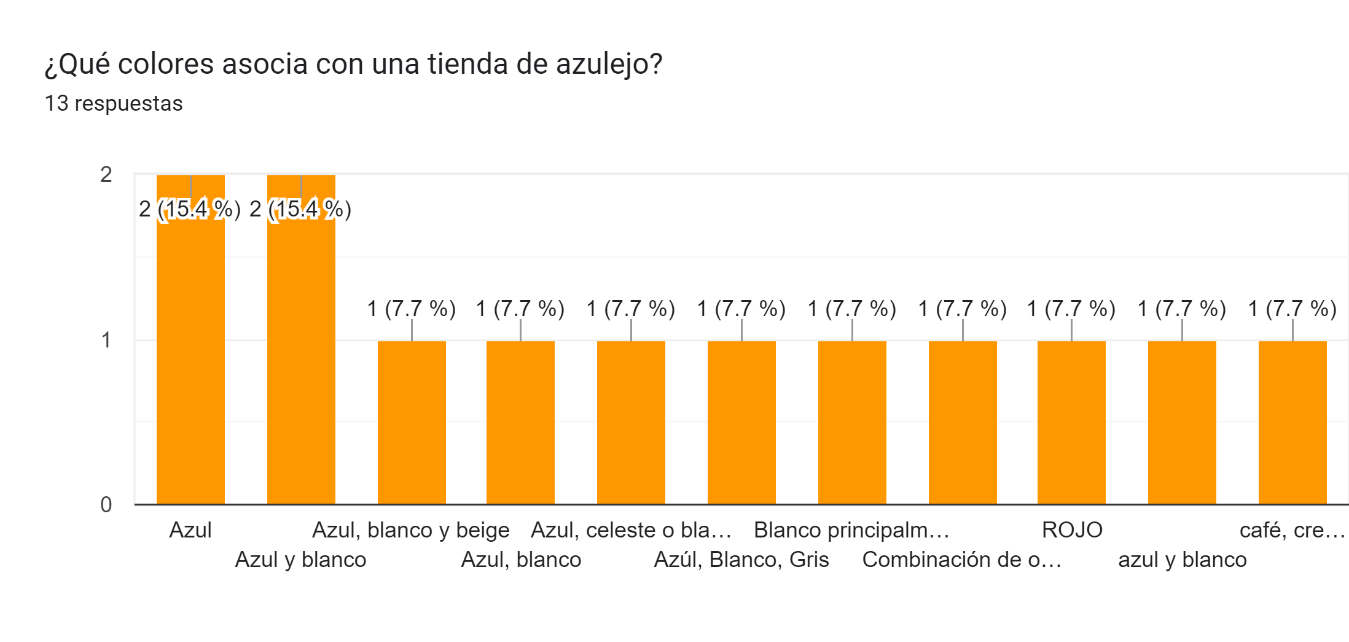 ¿Qué colores asocia con una tienda de azulejo?
13 respuestas
2
1
0
2 (15.4 %)
2 (15.4 %)
1 (7.7 %)
1 (7.7 %)
1 (7.7 %)
1 (7.7 %)
1 (7.7 %)
1 (7.7 %)
1 (7.7 %)
1 (7.7 %)
1 (7.7 %)
Azul
Azul y blanco
Azul, blanco y beige
Azul, blanco
Azul, celeste o bla…
Azúl, Blanco, Gris
Blanco principalm…
Combinación de o…
ROJO
azul y blanco
café, cre…